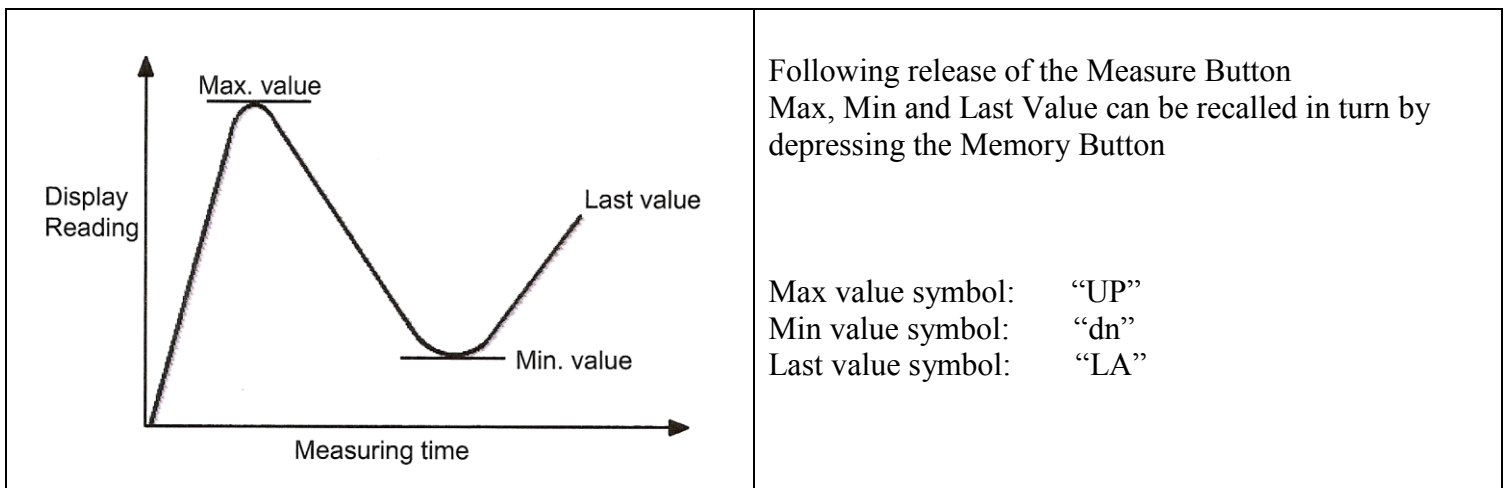 Max. value
Display
Reading
Last value
Min. value
Measuring time
Following release of the Measure Button
Max, Min and Last Value can be recalled in turn by
depressing the Memory Button
Max value symbol: “UP”
Min value symbol: “dn”
Last value symbol: “LA”